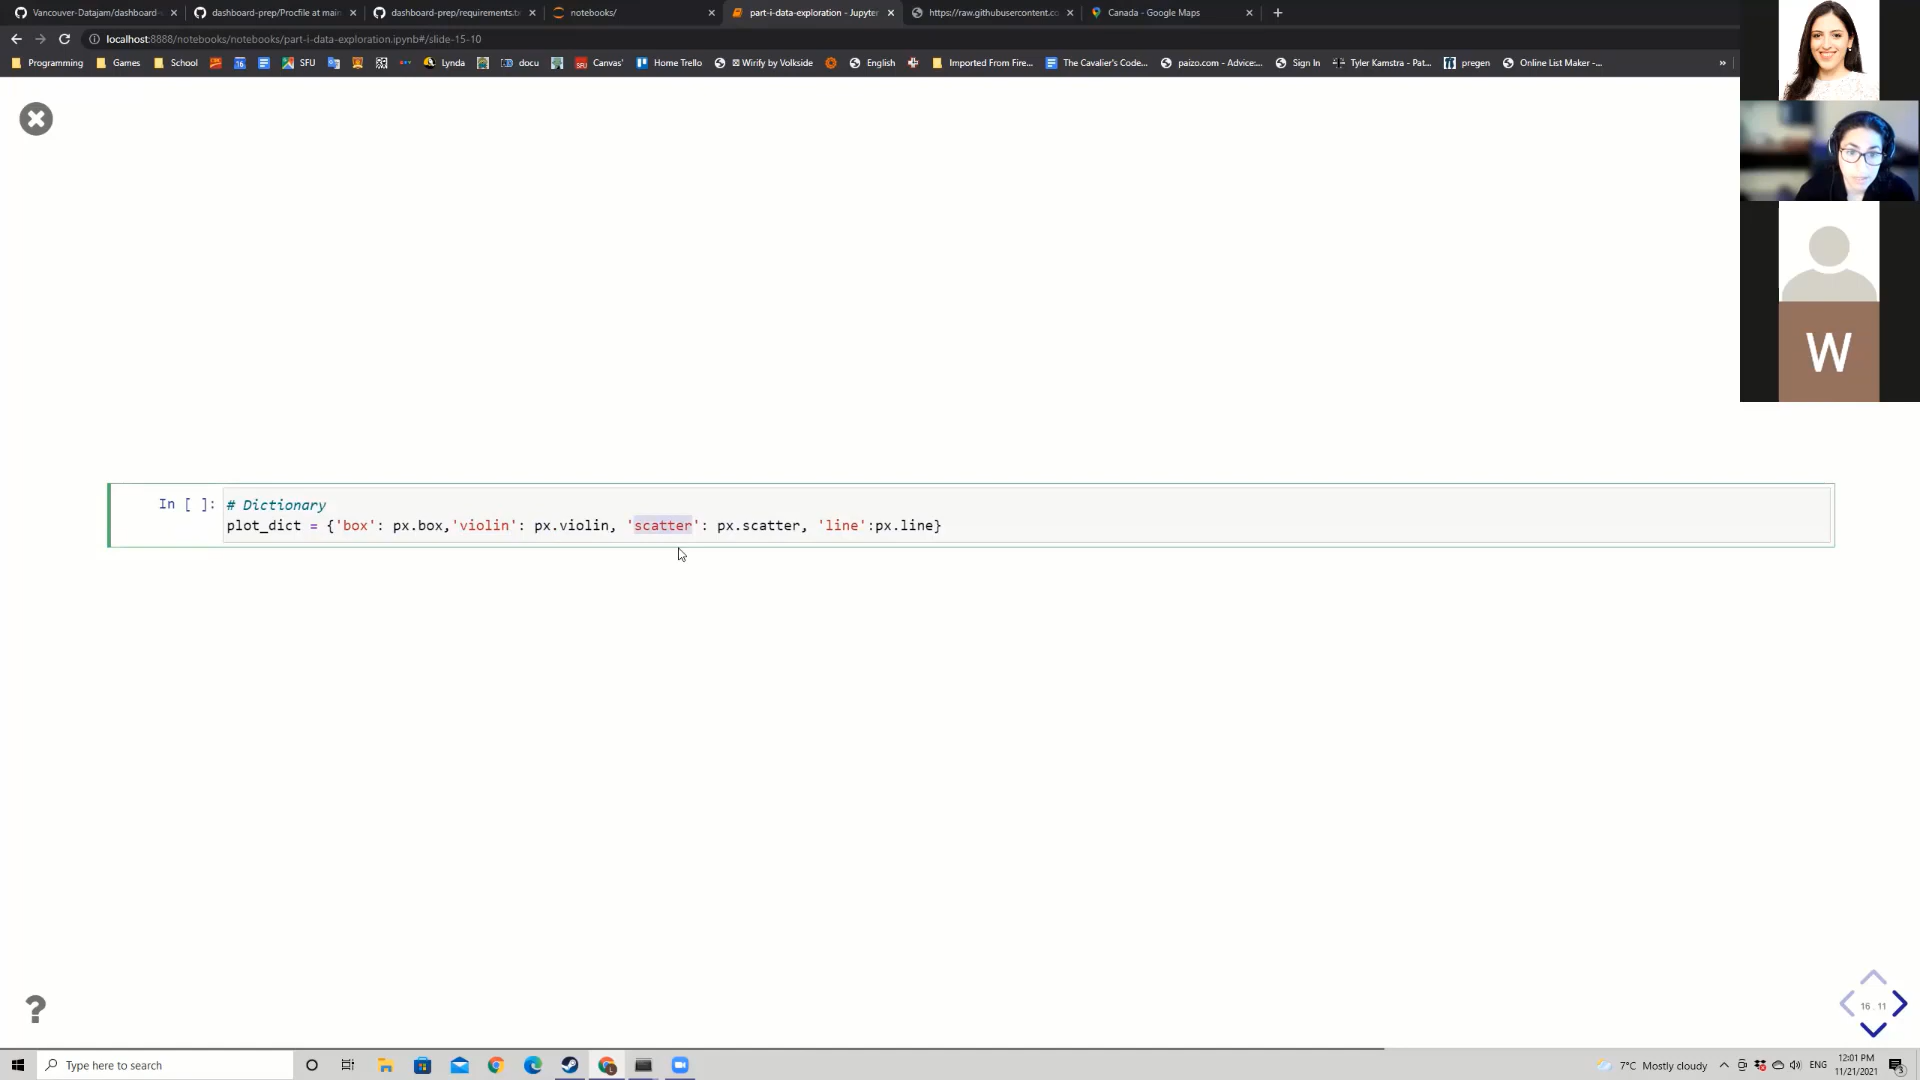 Vancouver-Datajam/dashboard-
dashboard-prep/Procfile at main
dashboard-prep/requirements.tx
notebooks/
part-i-data-exploration - Jupyter
https://raw.githubusercontent.co
Canada - Google Maps
localhost:8888/notebooks/notebooks/part-i-data-exploration.ipynb#/slide-15-10
Programming
Games
School
SFU
Lynda
docu
Canvas'
Home Trello
Wirify by Volkside
English
Imported From Fire...
The Cavalier's Code...
paizo.com - Advice:...
Sign In
Tyler Kamstra - Pat...
pregen
Online List Maker -...
»
W
In [ ]:
# Dictionary
plot_dict = {'box': px.box,'violin': px.violin, 'scatter': px.scatter, 'line':px.line}
?
16 . 11
Type here to search
7°C Mostly cloudy
ENG
12:01 PM
11/21/2021
3